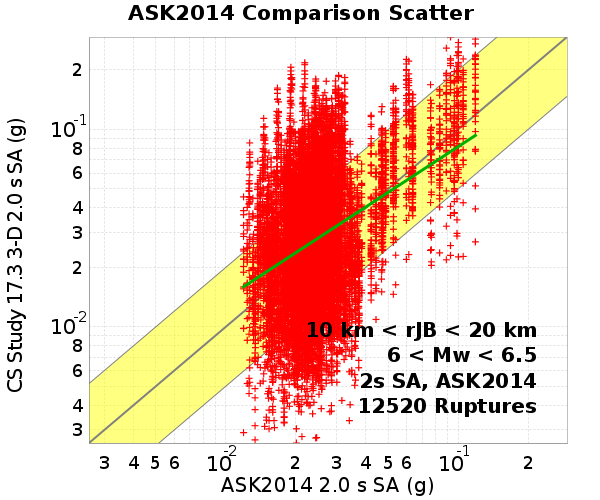 ASK2014 Comparison Scatter
CS Study 17.3 3-D 2.0 s SA (g)
2
10-1
8
6
4
3
2
10-2
8
6
4
3
10 km < rJB < 20 km
6 < Mw < 6.5
2s SA, ASK2014
12520 Ruptures
3 4 5 6 10-2 2 3 4 5 6 10-1 2
ASK2014 2.0 s SA (g)